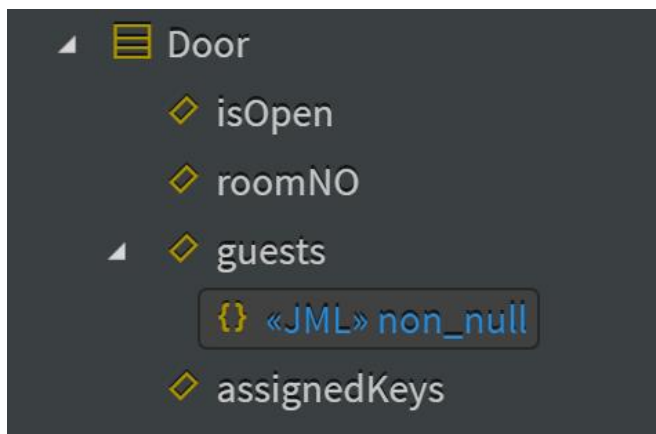 Door
isOpen
roomNO
guests
{} «JML» non_null
assignedKeys